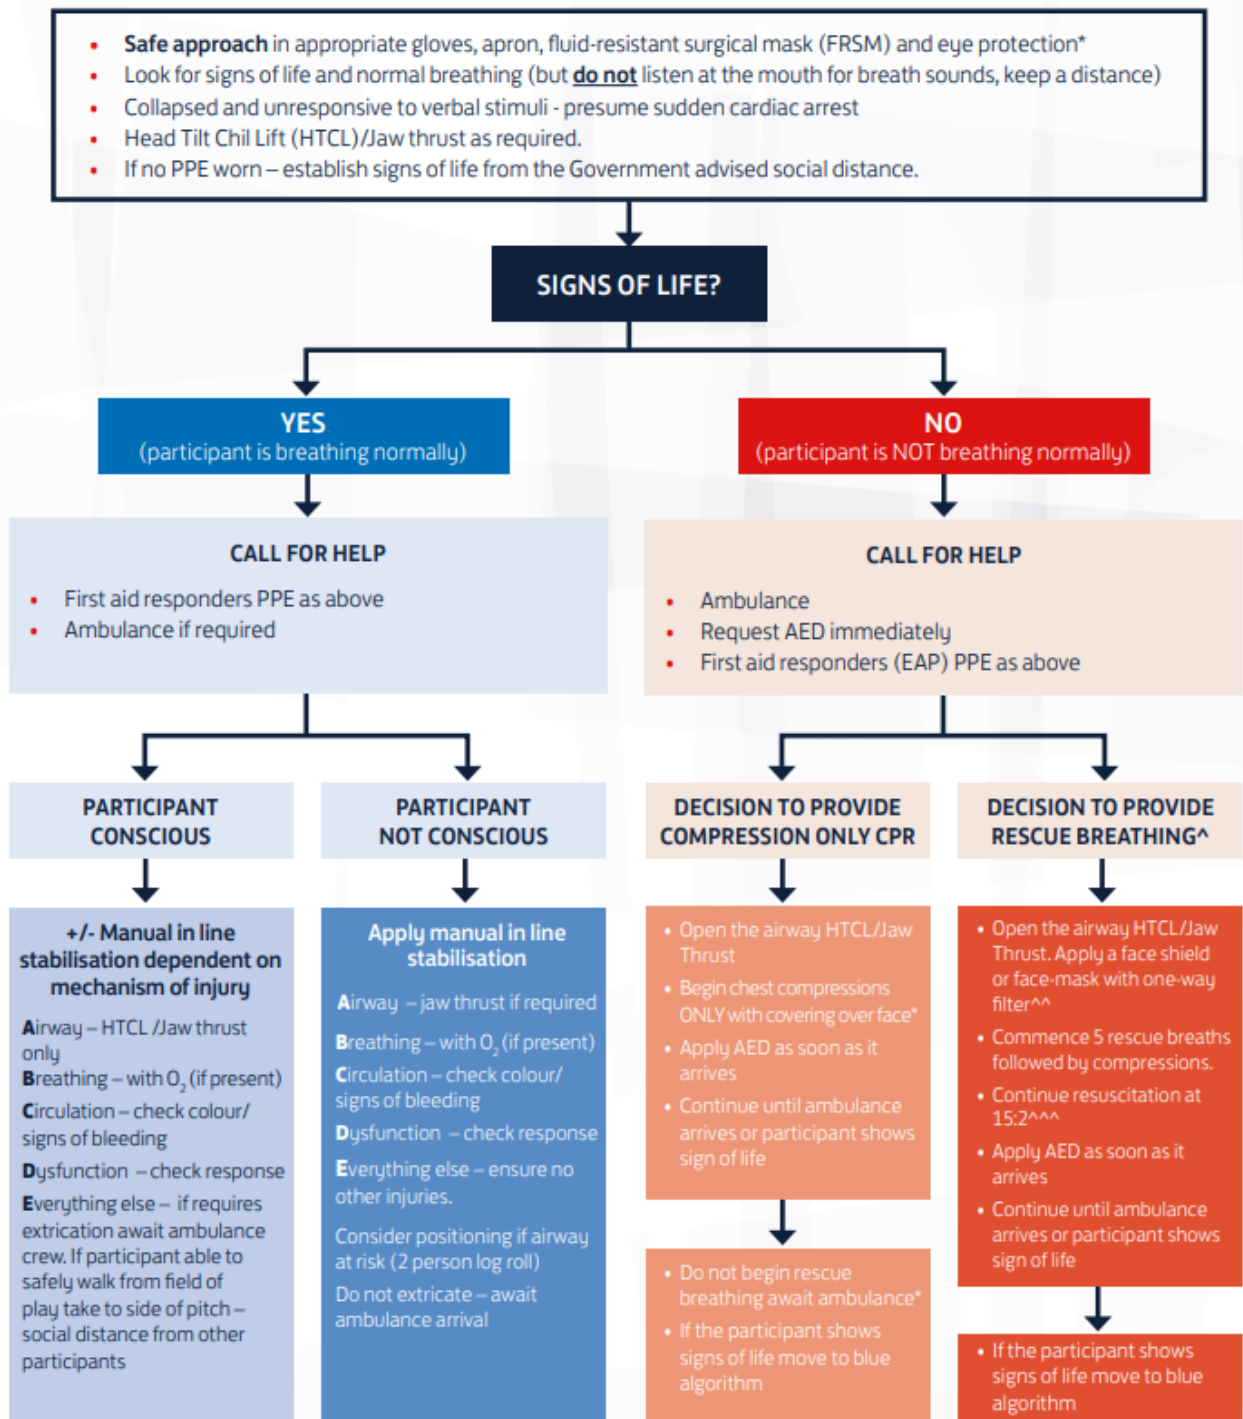 • Safe approach in appropriate gloves, apron, fluid-resistant surgical mask (FRSM) and eye protection*
• Look for signs of life and normal breathing (but do not listen at the mouth for breath sounds, keep a distance)
• Collapsed and unresponsive to verbal stimuli - presume sudden cardiac arrest
• Head Tilt Chil Lift (HTCL)/Jaw thrust as required.
• If no PPE worn – establish signs of life from the Government advised social distance.
SIGNS OF LIFE?
YES
(participant is breathing normally)
NO
(participant is NOT breathing normally)
CALL FOR HELP
• First aid responders PPE as above
• Ambulance if required
CALL FOR HELP
• Ambulance
• Request AED immediately
• First aid responders (EAP) PPE as above
PARTICIPANT
CONSCIOUS
PARTICIPANT
NOT CONSCIOUS
DECISION TO PROVIDE
COMPRESSION ONLY CPR
DECISION TO PROVIDE
RESCUE BREATHING^
+/- Manual in line
stabilisation dependent on
mechanism of injury
Airway – HTCL /Jaw thrust
only
Breathing – with O₂ (if present)
Circulation – check colour/
signs of bleeding
Dysfunction – check response
Everything else – if requires
extrication await ambulance
crew. If participant able to
safely walk from field of
play take to side of pitch –
social distance from other
participants
Apply manual in line
stabilisation
Airway – jaw thrust if required
Breathing – with O₂ (if present)
Circulation – check colour/
signs of bleeding
Dysfunction – check response
Everything else – ensure no
other injuries.
Consider positioning if airway
at risk (2 person log roll)
Do not extricate – await
ambulance arrival
• Open the airway HTCL/Jaw
Thrust
• Begin chest compressions
ONLY with covering over face*
• Apply AED as soon as it
arrives
• Continue until ambulance
arrives or participant shows
sign of life
• Do not begin rescue
breathing await ambulance*
• If the participant shows
signs of life move to blue
algorithm
• Open the airway HTCL/Jaw
Thrust. Apply a face shield
or face-mask with one-way
filter^^
• Commence 5 rescue breaths
followed by compressions.
• Continue resuscitation at
15:2^^^
• Apply AED as soon as it
arrives
• Continue until ambulance
arrives or participant shows
sign of life
• If the participant shows
signs of life move to blue
algorithm